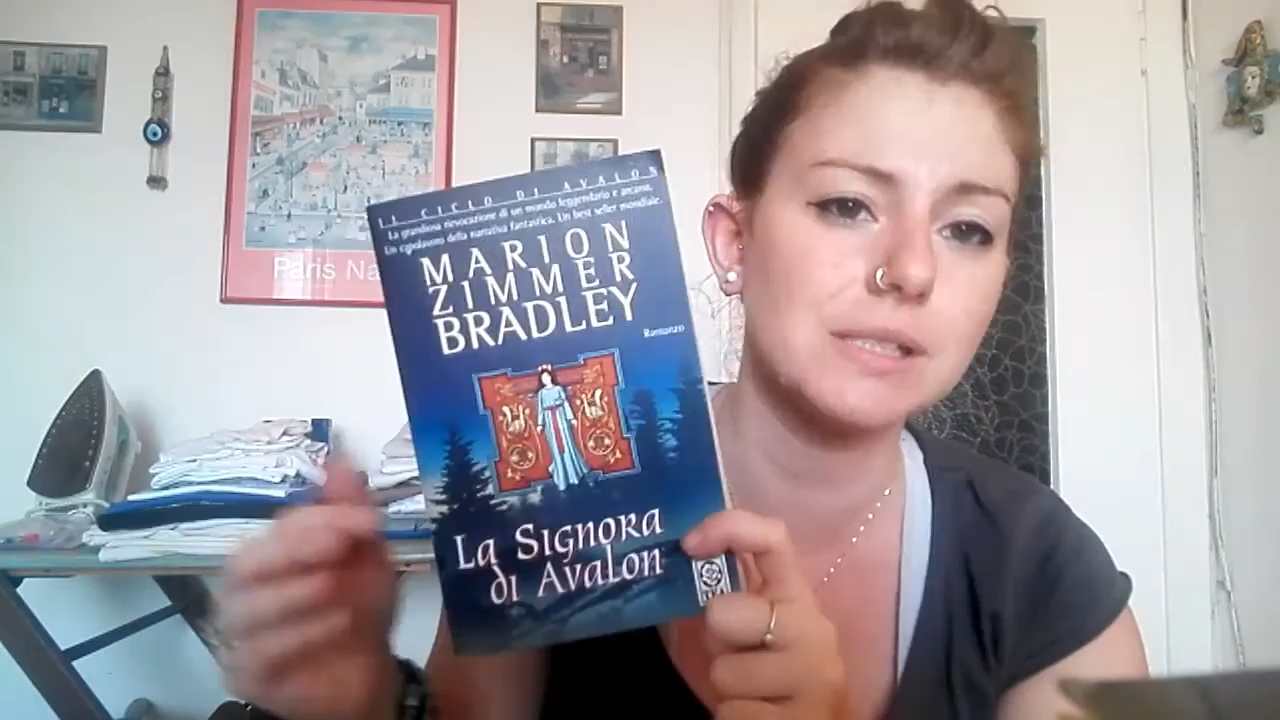 Paris Na
IL CICLO DI AVALON
La grandiosa rievocazione di un mondo leggendario e arcano.
Un capolavoro della narrativa fantastica. Un best seller mondiale.
MARION
ZIMMER
BRADLEY
Romanzo
La Signora
di Avalon